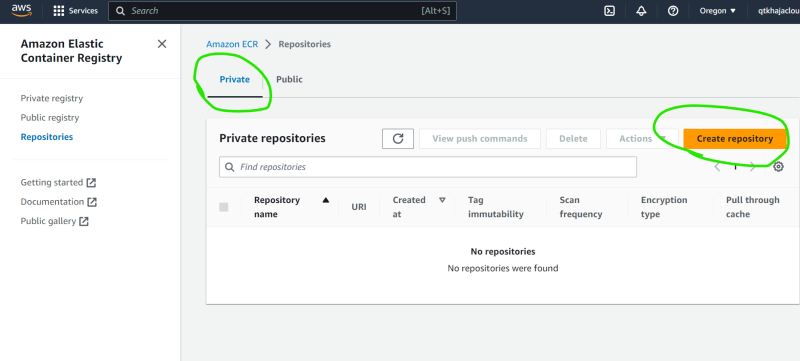 aws Services Search [Alt+S] Oregon qtkhajaclou
Amazon Elastic
Container Registry
Private registry
Public registry
Repositories
Getting started
Documentation
Public gallery
Amazon ECR > Repositories
Private Public
Private repositories View push commands Delete Actions Create repository
Find repositories
1
Repository name URI Created at Tag immutability Scan frequency Encryption type Pull through cache
No repositories
No repositories were found